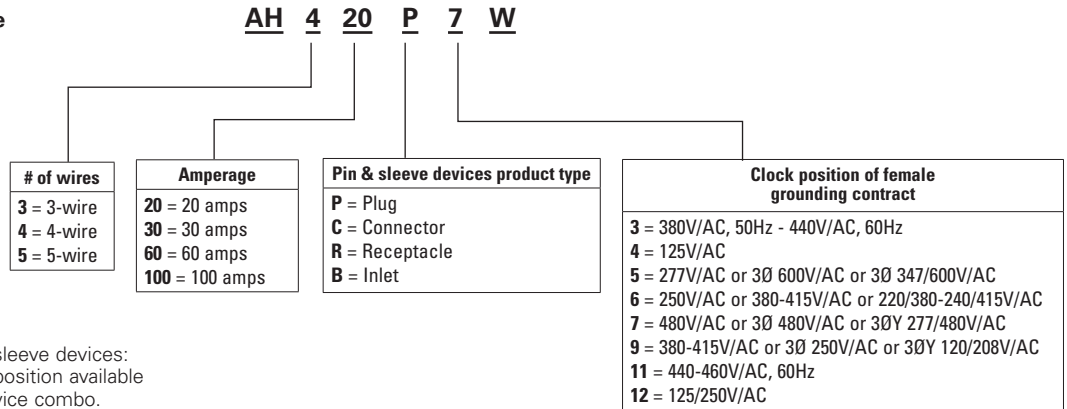 e
AH 4 20 P 7 W
# of wires
3 = 3-wire
4 = 4-wire
5 = 5-wire
Amperage
20 = 20 amps
30 = 30 amps
60 = 60 amps
100 = 100 amps
Pin & sleeve devices product type
P = Plug
C = Connector
R = Receptacle
B = Inlet
Clock position of female
grounding contract
3 = 380V/AC, 50Hz - 440V/AC, 60Hz
4 = 125V/AC
5 = 277V/AC or 3Ø 600V/AC or 3Ø 347/600V/AC
6 = 250V/AC or 380-415V/AC or 220/380-240/415V/AC
7 = 480V/AC or 3Ø 480V/AC or 3ØY 277/480V/AC
9 = 380-415V/AC or 3Ø 250V/AC or 3ØY 120/208V/AC
11 = 440-460V/AC, 60Hz
12 = 125/250V/AC
sleeve devices:
position available
vice combo.